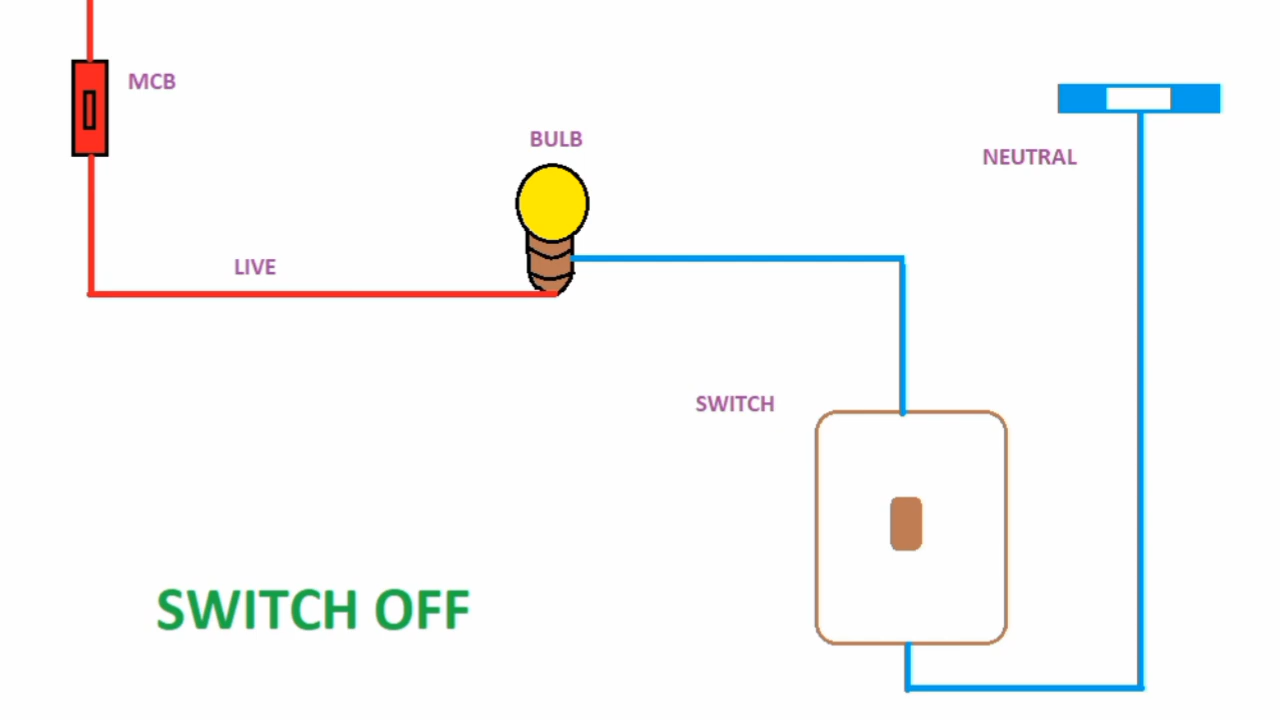 MCB
BULB
NEUTRAL
LIVE
SWITCH
SWITCH OFF